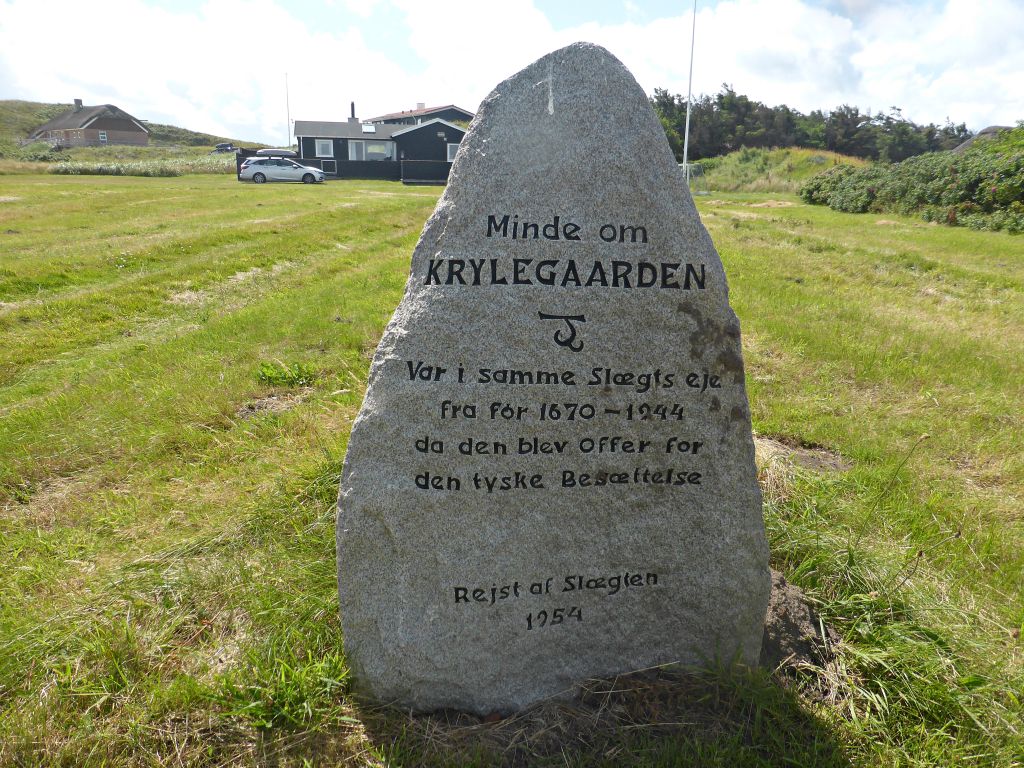 Minde om
KRYLEGAARDEN
Var i samme Slægts eje
fra før 1670 - 1944
da den blev Offer for
den tyske Besættelse
Rejst af Slægten
1954